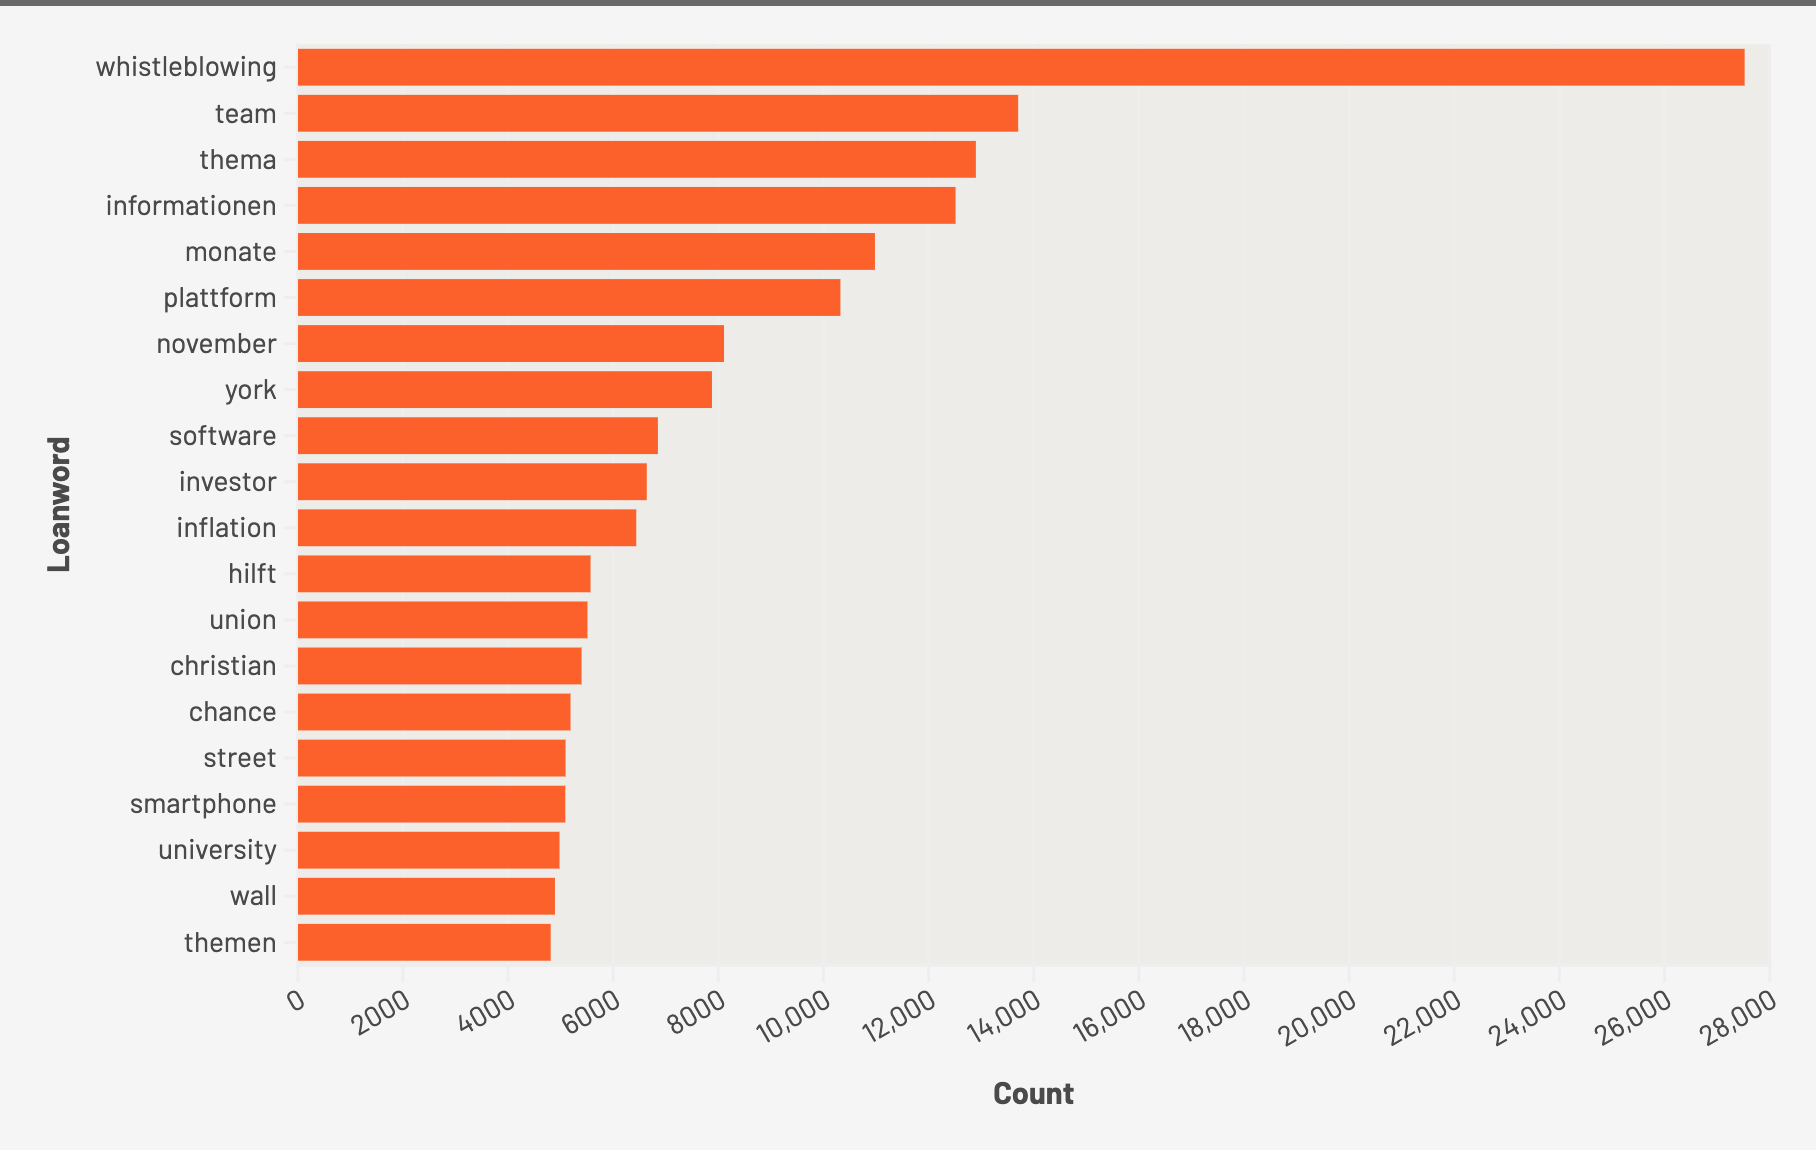 whistleblowing
team
thema
informationen
monate
plattform
november
york
software
investor
inflation
hilft
union
christian
chance
street
smartphone
university
wall
themen
Loanword
0 2000 4000 6000 8000 10,000 12,000 14,000 16,000 18,000 20,000 22,000 24,000 26,000 28,000
Count